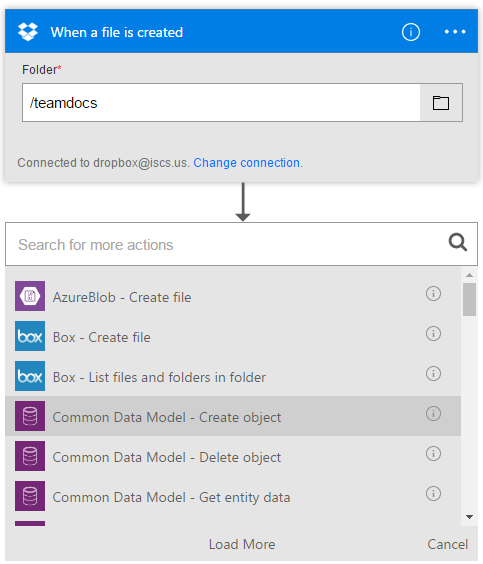 When a file is created
Folder*
/teamdocs
Connected to dropbox@iscs.us. Change connection.
Search for more actions
AzureBlob - Create file
box
Box - Create file
box
Box - List files and folders in folder
Common Data Model - Create object
Common Data Model - Delete object
Common Data Model - Get entity data
Load More
Cancel